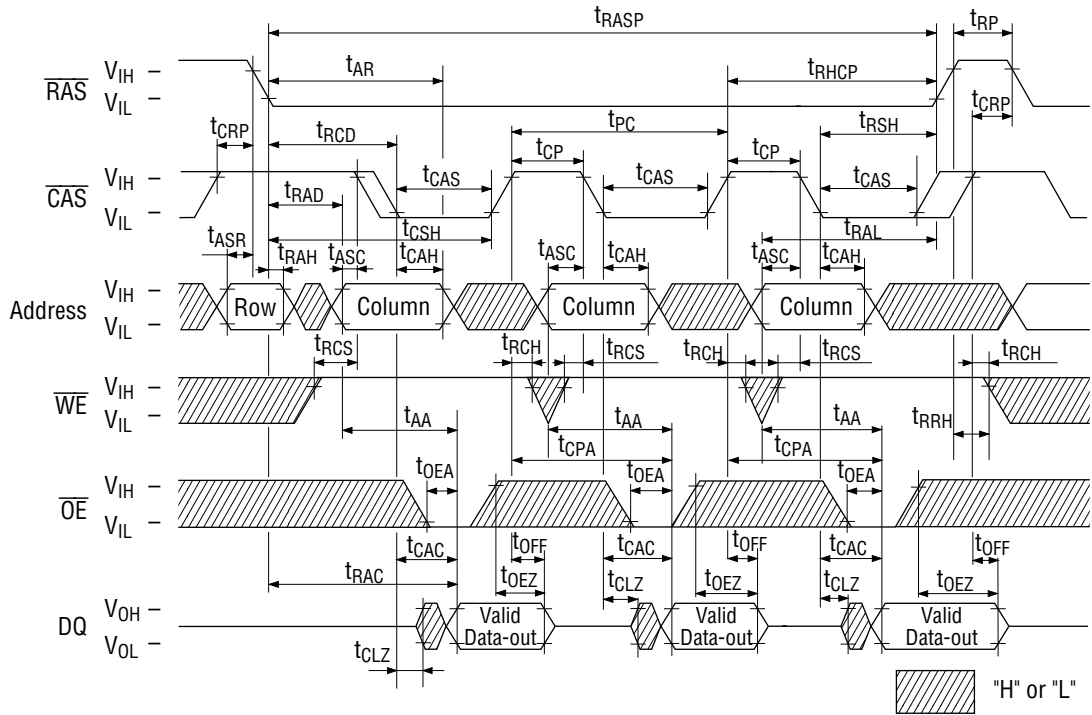 tRASP tRP
tAR tRHCP
RAS VIH VIL
tCRP tRCD tPC tRSH tCRP
tCP tCP
CAS VIH VIL
tCAS tCAS tCAS
tRAD
tCSH tRAL
tASR tRAH tASC tCAH tASC tCAH tASC tCAH
Address VIH VIL
Row Column Column Column
tRCS tRCH tRCS tRCH tRCS tRCH
WE VIH VIL
tAA tAA tAA
tCPA tCPA tRRH
tOEA tOEA tOEA
OE VIH VIL
tCAC tOFF tCAC tOFF tCAC tOFF
tRAC tOEZ tCLZ tOEZ tCLZ tOEZ
DQ VOH VOL
Valid Data-out Valid Data-out Valid Data-out
tCLZ
"H" or "L"